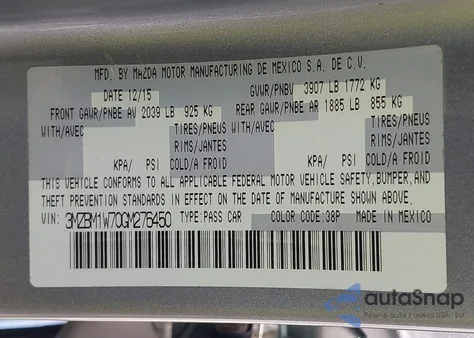 MFD. BY MAZDA MOTOR MANUFACTURING DE MEXICO S.A. DE C.V.
DATE 12/15 GVWR/PNBV 3907 LB 1772 KG
FRONT GAWR/PNBE AV 2039 LB 925 KG REAR GAWR/PNBE AR 1885 LB 855 KG
WITH/AVEC TIRES/PNEUS WITH/AVEC TIRES/PNEUS
RIMS/JANTES RIMS/JANTES
KPA/ PSI COLD/A FROID KPA/ PSI COLD/A FROID
THIS VEHICLE CONFORMS TO ALL APPLICABLE FEDERAL MOTOR VEHICLE SAFETY, BUMPER, AND
THEFT PREVENTION STANDARDS IN EFFECT ON THE DATE OF MANUFACTURE SHOWN ABOVE.
VIN: 3MZBM1W70GM276450 TYPE:PASS CAR COLOR CODE:38P MADE IN MEXICO
autoSnap